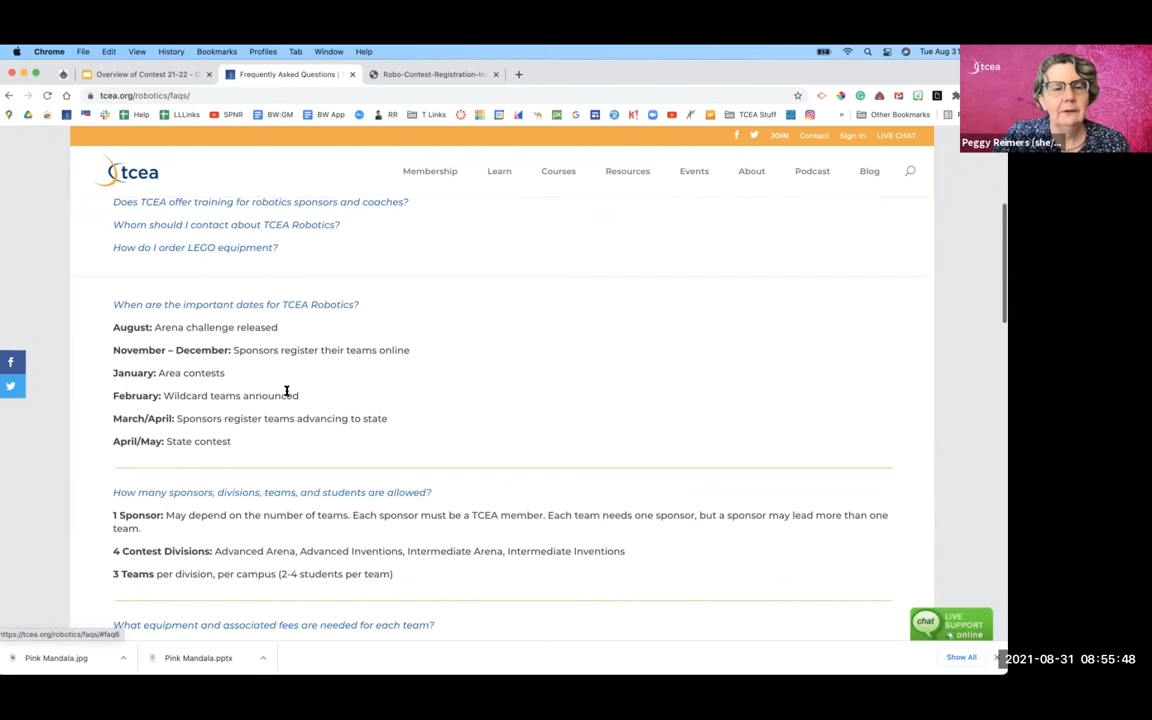 Chrome File Edit View History Bookmarks Profiles Tab Window Help
Tue Aug 31
Overview of Contest 21-22 - G
Frequently Asked Questions | T
Robo-Contest-Registration-In
tcea.org/robotics/faqs/
Help LLLinks SPNR BW:GM BW App RR T Links TCEA Stuff » Other Bookmarks
tcea
Peggy Reimers (she/...
JOIN Contact Sign In LIVE CHAT
tcea
Membership Learn Courses Resources Events About Podcast Blog
Does TCEA offer training for robotics sponsors and coaches?
Whom should I contact about TCEA Robotics?
How do I order LEGO equipment?
When are the important dates for TCEA Robotics?
August: Arena challenge released
November – December: Sponsors register their teams online
January: Area contests
February: Wildcard teams announced
March/April: Sponsors register teams advancing to state
April/May: State contest
How many sponsors, divisions, teams, and students are allowed?
1 Sponsor: May depend on the number of teams. Each sponsor must be a TCEA member. Each team needs one sponsor, but a sponsor may lead more than one
team.
4 Contest Divisions: Advanced Arena, Advanced Inventions, Intermediate Arena, Intermediate Inventions
3 Teams per division, per campus (2-4 students per team)
What equipment and associated fees are needed for each team?
chat LIVE
SUPPORT
online
https://tcea.org/robotics/faqs/#faq6
Pink Mandala.jpg
Pink Mandala.pptx
Show All
2021-08-31 08:55:48